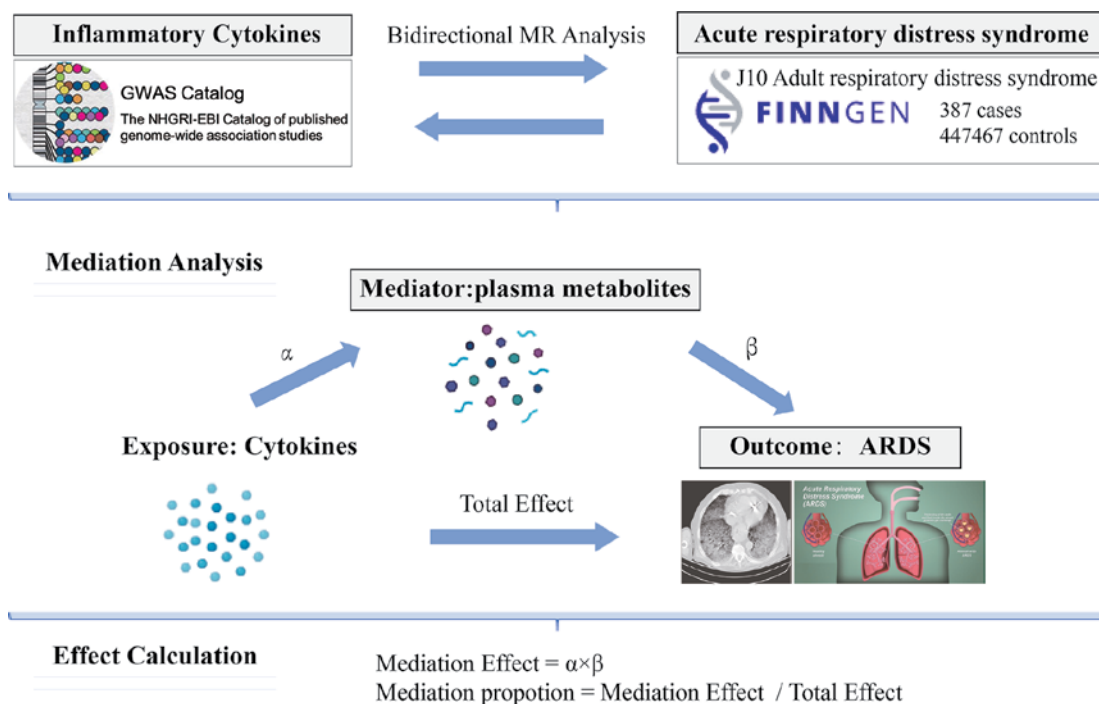 Inflammatory Cytokines
Bidirectional MR Analysis
Acute respiratory distress syndrome
GWAS Catalog
The NHGRI-EBI Catalog of published
genome-wide association studies
J10 Adult respiratory distress syndrome
FINNGEN
387 cases
447467 controls
Mediation Analysis
Mediator:plasma metabolites
α
β
Exposure: Cytokines
Outcome: ARDS
Total Effect
Acute Respiratory
Distress Syndrome
(ARDS)
Effect Calculation
Mediation Effect = α×β
Mediation propotion = Mediation Effect / Total Effect